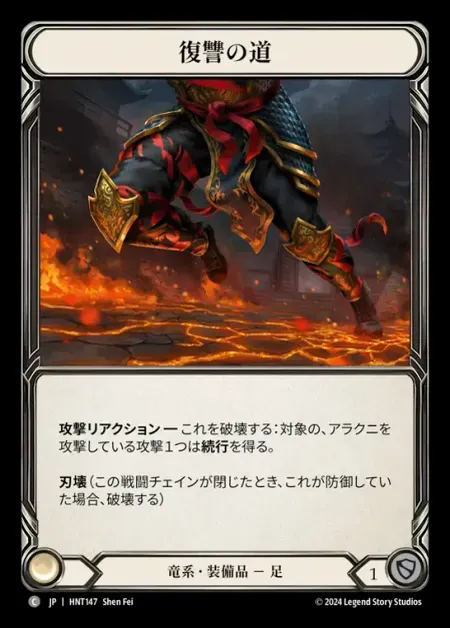 復讐の道
攻撃リアクション ー これを破壊する：対象の、アラクニを
攻撃している攻撃1つは続行を得る。
刃壊（この戦闘チェインが閉じたとき、これが防御してい
た場合、破壊する）
竜系・装備品 － 足
1
C JP | HNT147 Shen Fei
© 2024 Legend Story Studios